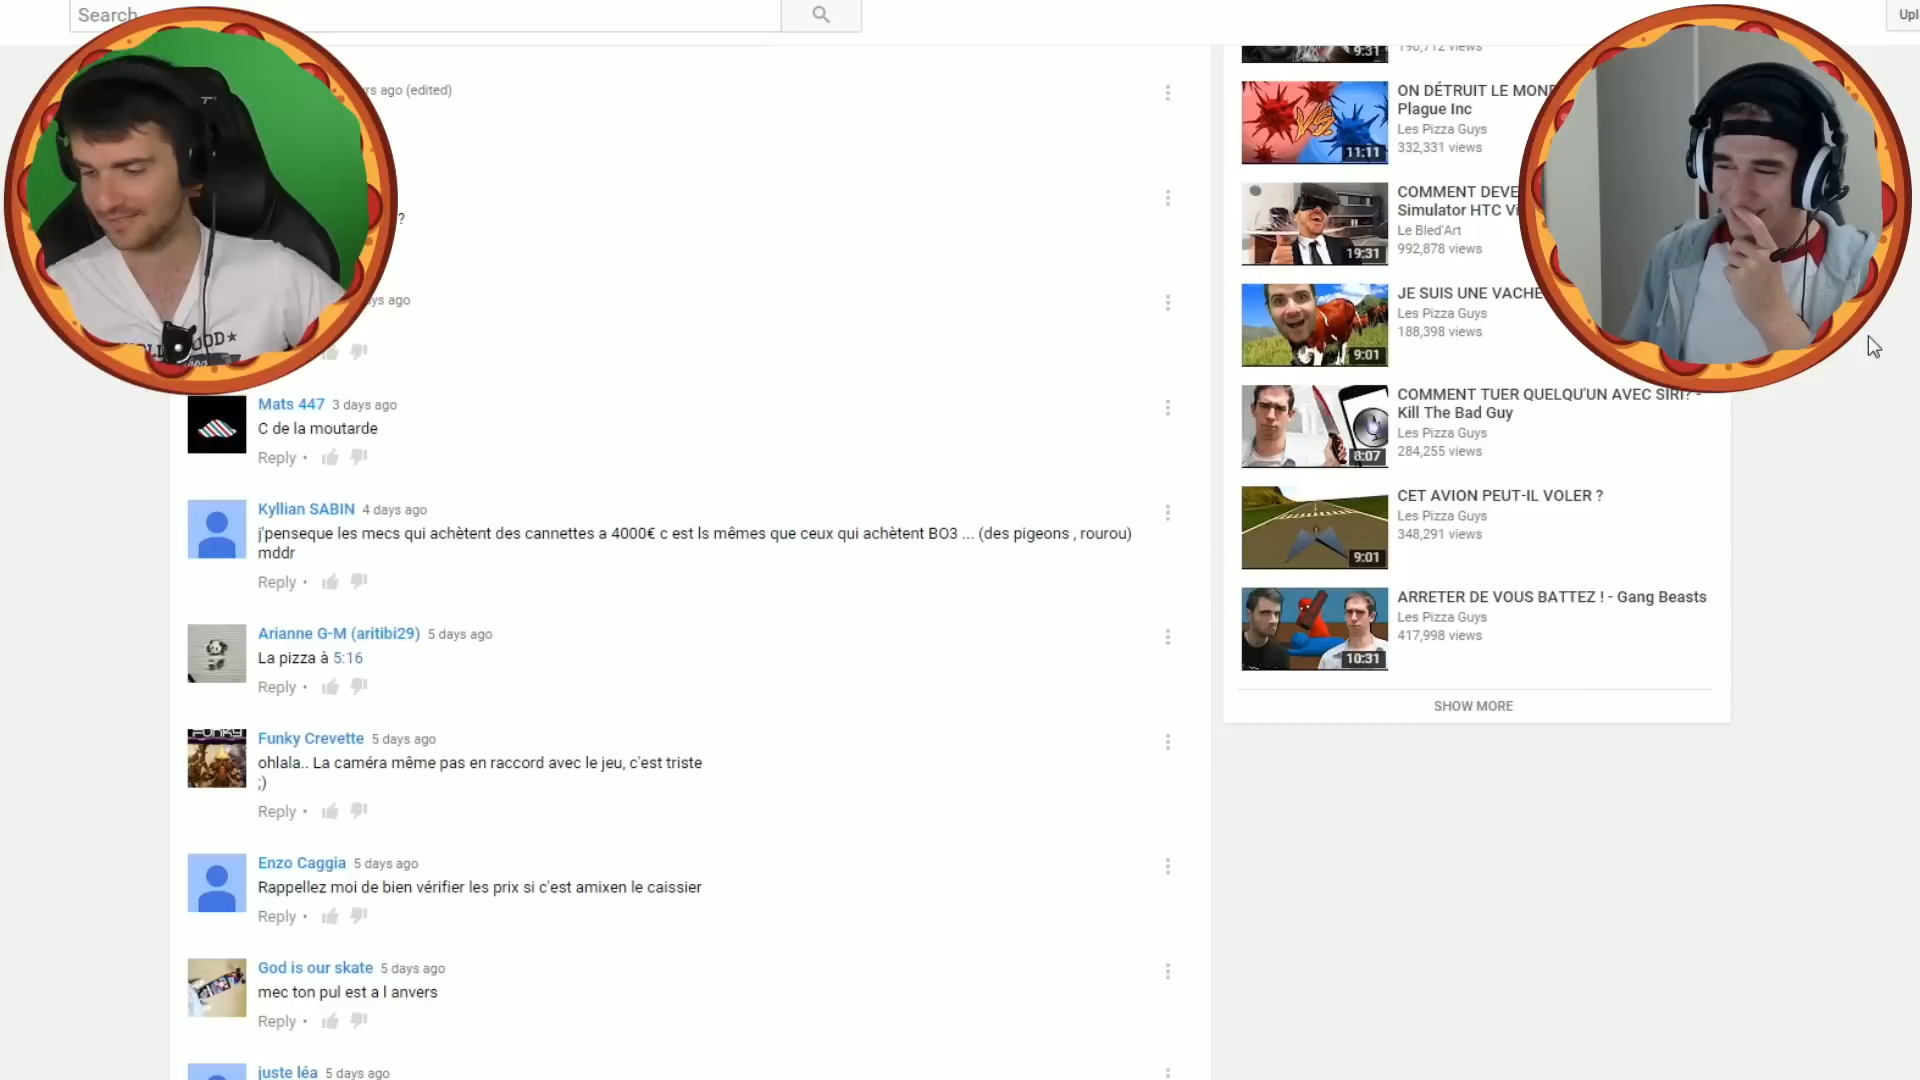 Search
Upl
rs ago (edited)
?
ys ago
Mats 447 3 days ago
C de la moutarde
Reply •
Kyllian SABIN 4 days ago
j'penseque les mecs qui achètent des cannettes a 4000€ c est ls mêmes que ceux qui achètent BO3 ... (des pigeons , rourou)
mddr
Reply •
Arianne G-M (aritibi29) 5 days ago
La pizza à 5:16
Reply •
Funky Crevette 5 days ago
ohlala.. La caméra même pas en raccord avec le jeu, c'est triste
;)
Reply •
Enzo Caggia 5 days ago
Rappellez moi de bien vérifier les prix si c'est amixen le caissier
Reply •
God is our skate 5 days ago
mec ton pul est a l anvers
Reply •
juste léa 5 days ago
9:31
190,712 views
ON DÉTRUIT LE MOND
Plague Inc
Les Pizza Guys
332,331 views
VS
11:11
COMMENT DEVE
Simulator HTC Vi
Le Bled'Art
992,878 views
19:31
JE SUIS UNE VACHE
Les Pizza Guys
188,398 views
9:01
COMMENT TUER QUELQU'UN AVEC SIRI? -
Kill The Bad Guy
Les Pizza Guys
284,255 views
8:07
CET AVION PEUT-IL VOLER ?
Les Pizza Guys
348,291 views
9:01
ARRETER DE VOUS BATTEZ ! - Gang Beasts
Les Pizza Guys
417,998 views
10:31
SHOW MORE